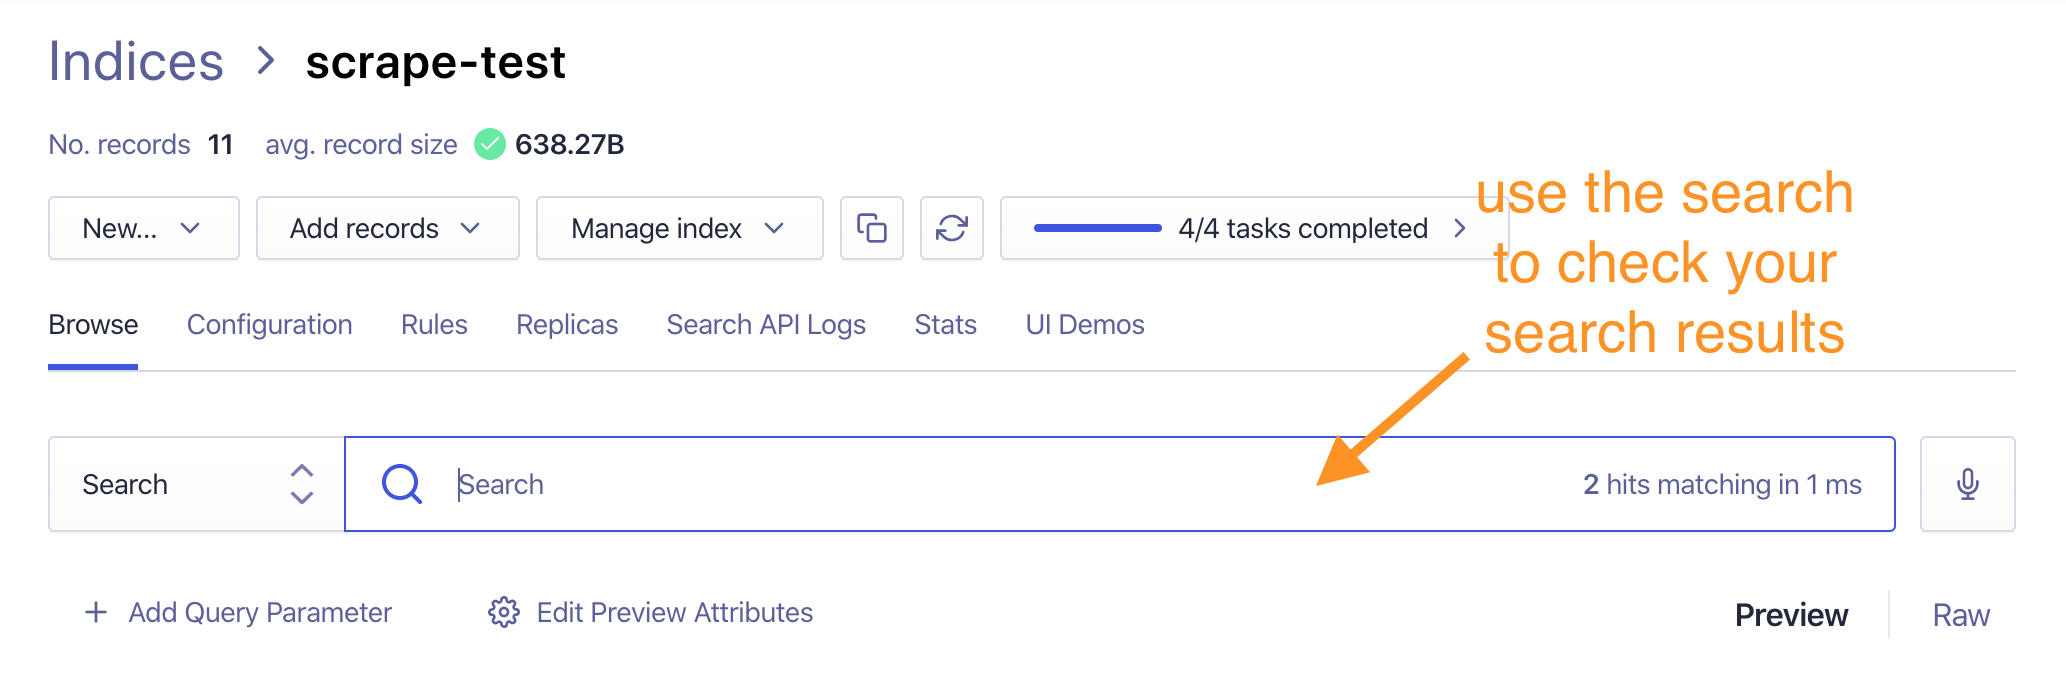 Indices > scrape-test
No. records 11 avg. record size 638.27B
New... Add records Manage index 4/4 tasks completed
use the search
to check your
search results
Browse Configuration Rules Replicas Search API Logs Stats UI Demos
Search Search 2 hits matching in 1 ms
+ Add Query Parameter Edit Preview Attributes Preview Raw